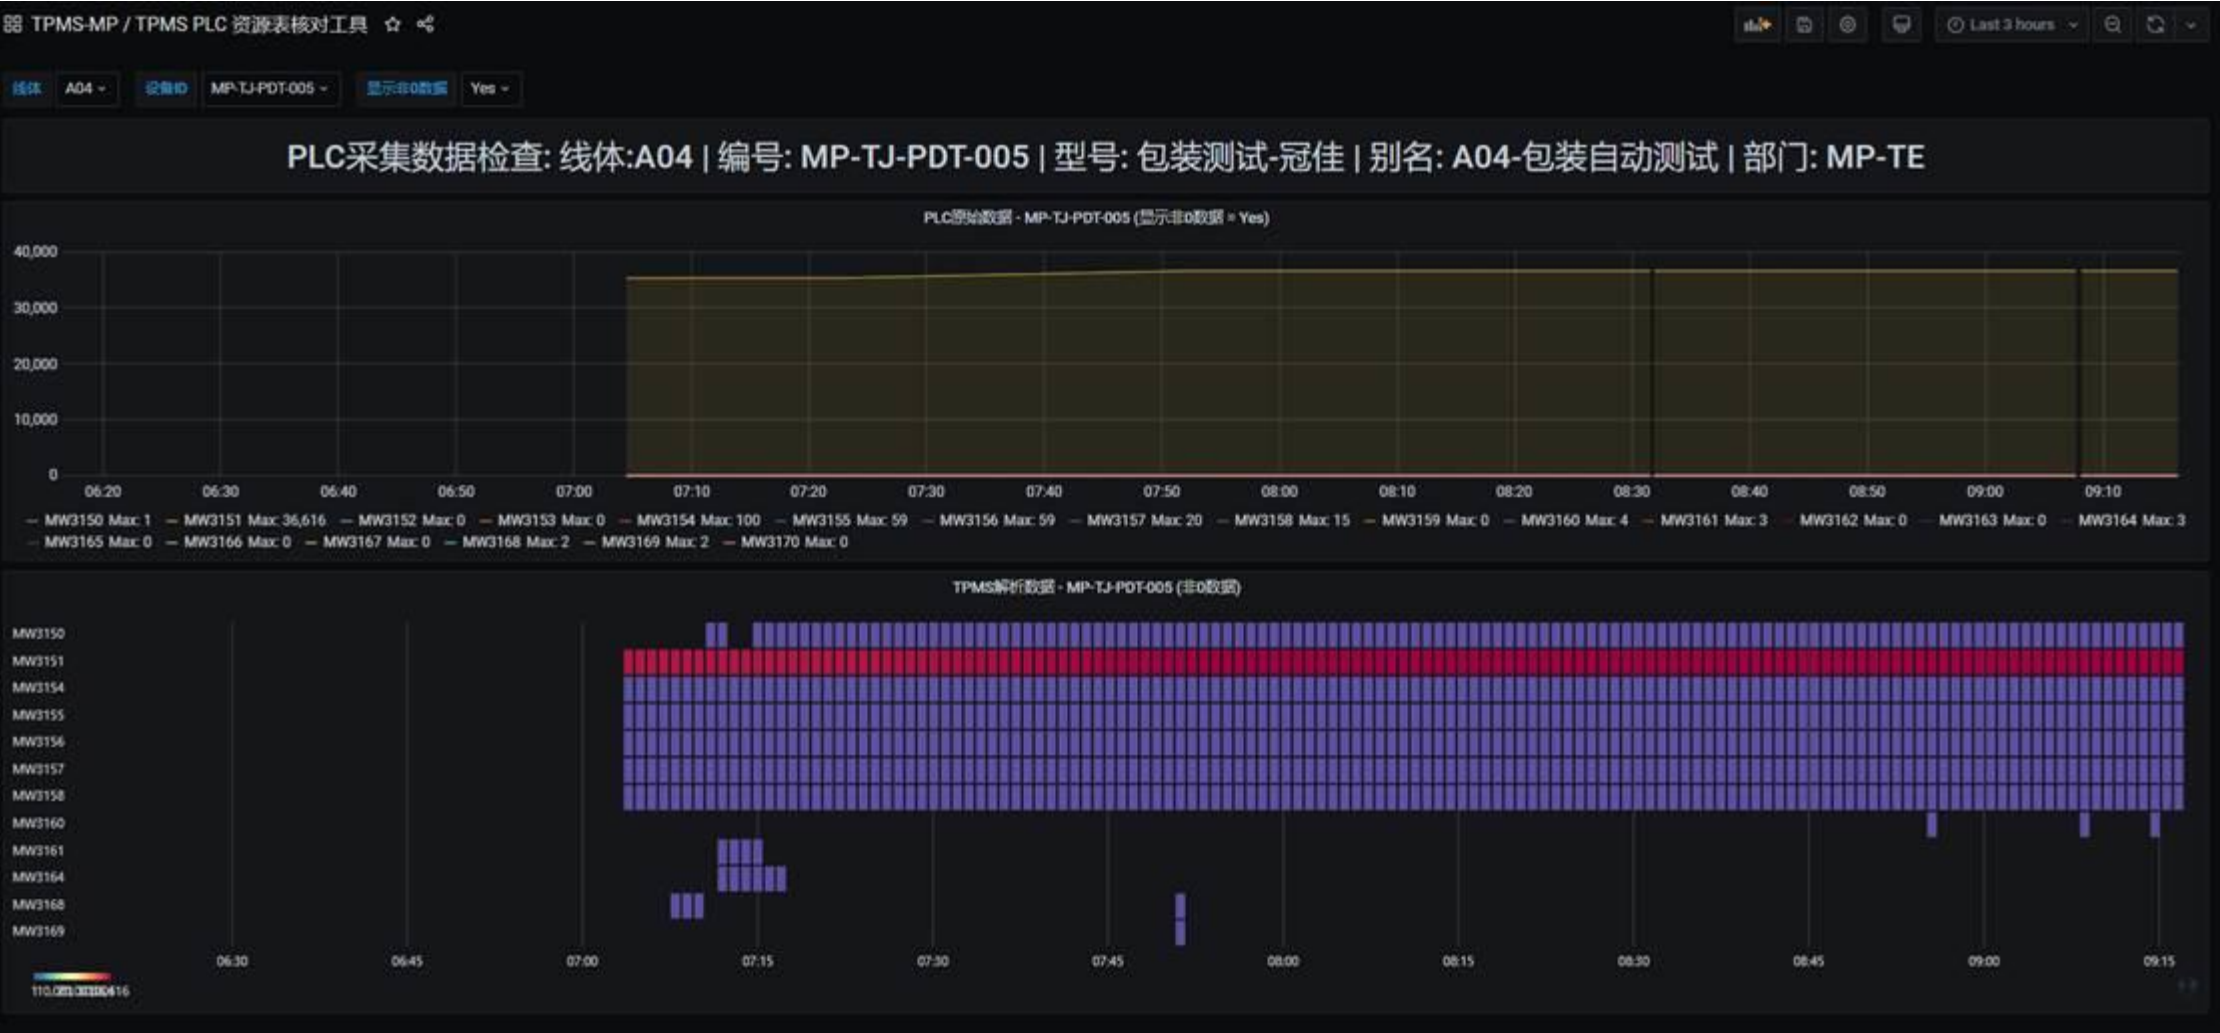 TPMS-MP / TPMS PLC 资源表核对工具
Last 3 hours
线体 A04 设备ID MP-TJ-PDT-005 显示非0数据 Yes
PLC采集数据检查: 线体:A04 | 编号: MP-TJ-PDT-005 | 型号: 包装测试-冠佳 | 别名: A04-包装自动测试 | 部门: MP-TE
PLC原始数据 - MP-TJ-PDT-005 (显示非0数据 = Yes)
40,000
30,000
20,000
10,000
0
06:20 06:30 06:40 06:50 07:00 07:10 07:20 07:30 07:40 07:50 08:00 08:10 08:20 08:30 08:40 08:50 09:00 09:10
MW3150 Max: 1 MW3151 Max: 36,616 MW3152 Max: 0 MW3153 Max: 0 MW3154 Max: 100 MW3155 Max: 59 MW3156 Max: 59 MW3157 Max: 20 MW3158 Max: 15 MW3159 Max: 0 MW3160 Max: 4 MW3161 Max: 3 MW3162 Max: 0 MW3163 Max: 0 MW3164 Max: 3
MW3165 Max: 0 MW3166 Max: 0 MW3167 Max: 0 MW3168 Max: 2 MW3169 Max: 2 MW3170 Max: 0
TPMS解析数据 - MP-TJ-PDT-005 (非0数据)
MW3150
MW3151
MW3154
MW3155
MW3156
MW3157
MW3158
MW3160
MW3161
MW3164
MW3168
MW3169
06:30 06:45 07:00 07:15 07:30 07:45 08:00 08:15 08:30 08:45 09:00 09:15